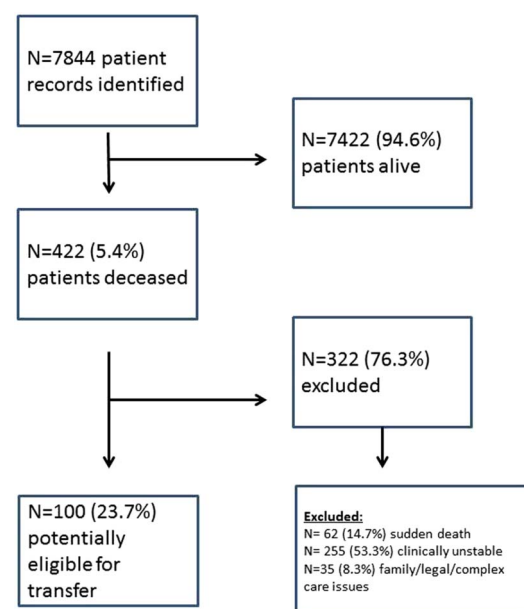 N=7844 patient
records identified
N=7422 (94.6%)
patients alive
N=422 (5.4%)
patients deceased
N=322 (76.3%)
excluded
N=100 (23.7%)
potentially
eligible for
transfer
Excluded:
N= 62 (14.7%) sudden death
N= 255 (53.3%) clinically unstable
N=35 (8.3%) family/legal/complex
care issues